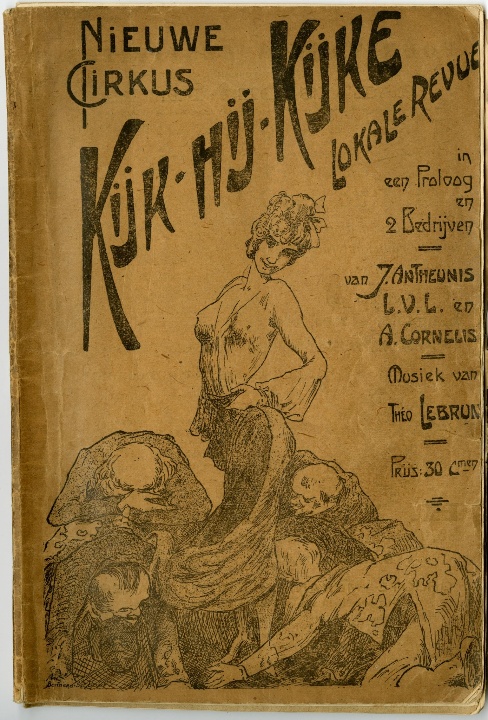 NIEUWE
CIRKUS
KIJK-HIJ-KIJKE
LOKALE REVUE
in
een Proloog
en
2 Bedrijven
van J. ANTHEUNIS
L.V.L. en
A. CORNELIS
Musiek van
THÉO LEBRUN
PRIJS: 30 Cmen